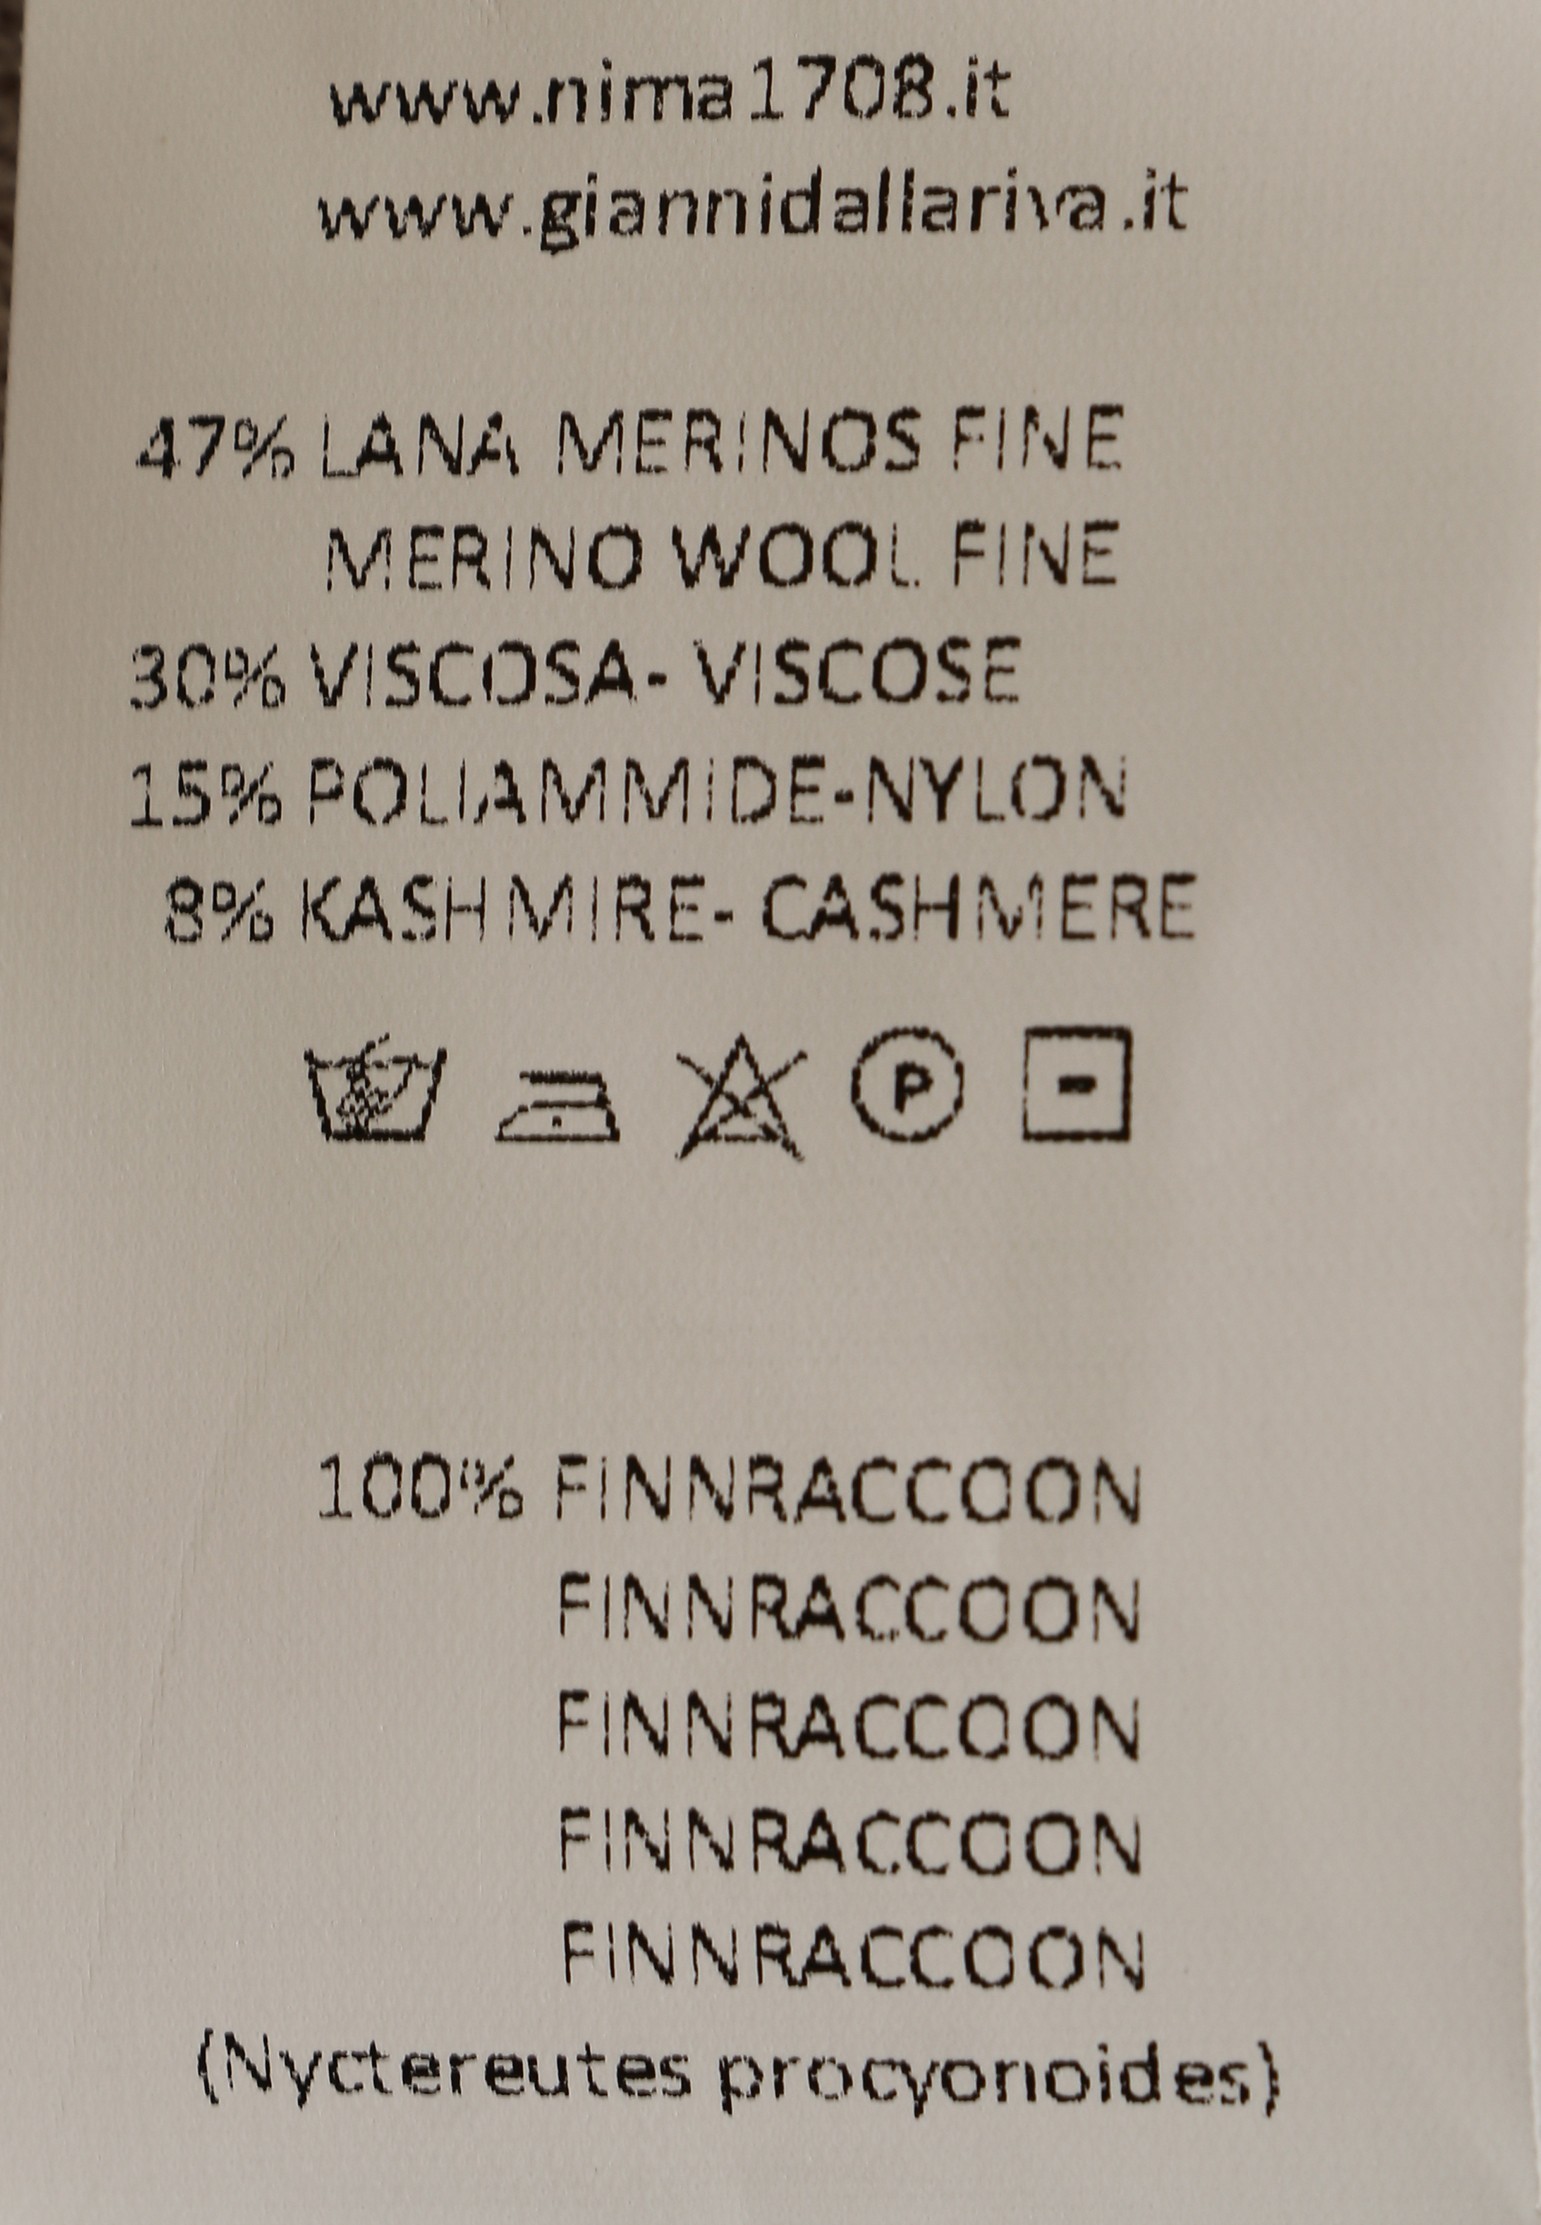 www.nima1708.it
www.giannidallariva.it
47% LANA MERINOS FINE
MERINO WOOL FINE
30% VISCOSA- VISCOSE
15% POLIAMMIDE-NYLON
8% KASHMIRE- CASHMERE
P
100% FINNRACCOON
FINNRACCOON
FINNRACCOON
FINNRACCOON
FINNRACCOON
(Nyctereutes procyonoides)